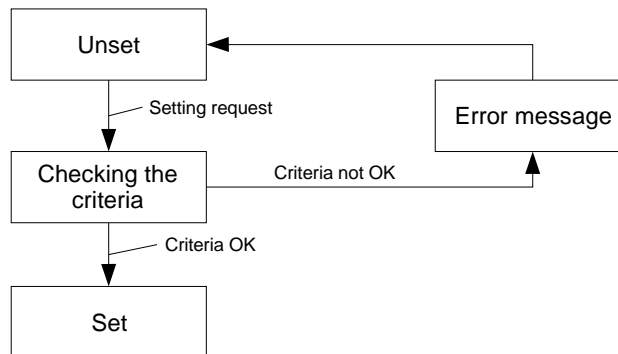 Unset
Setting request
Error message
Checking the
criteria
Criteria not OK
Criteria OK
Set